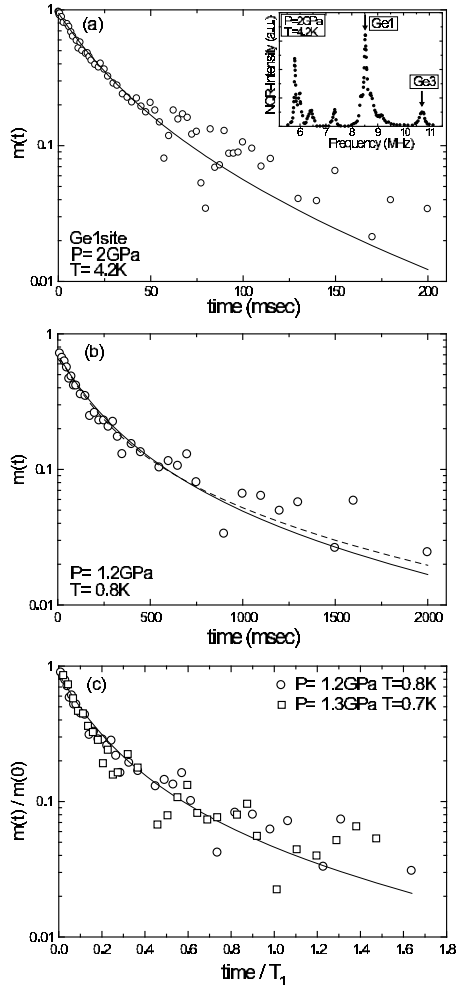 1
(a)
P=2GPa
T=4.2K
Ge1
Ge3
NQR-Intensity (a.u.)
6 7 8 9 10 11
Frequency (MHz)
m(t)
0.1
Ge1site
P= 2GPa
T= 4.2K
0.01
0 50 100 150 200
time (msec)
1
(b)
m(t)
0.1
P= 1.2GPa
T= 0.8K
0.01
0 500 1000 1500 2000
time (msec)
1
(c)
P= 1.2GPa T=0.8K
P= 1.3GPa T=0.7K
m(t) / m(0)
0.1
0.01
0.0 0.2 0.4 0.6 0.8 1.0 1.2 1.4 1.6 1.8
time / T1